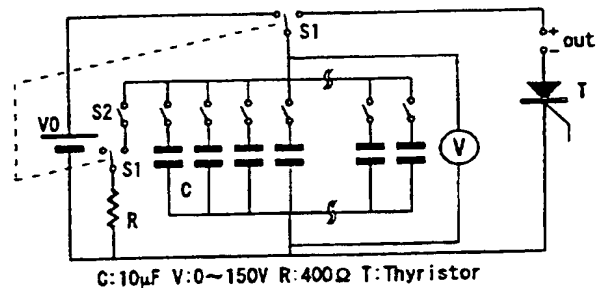 S1
+
out
−
T
S2
V0
S1
V
C
R
C:10μF V:0~150V R:400Ω T:Thyristor